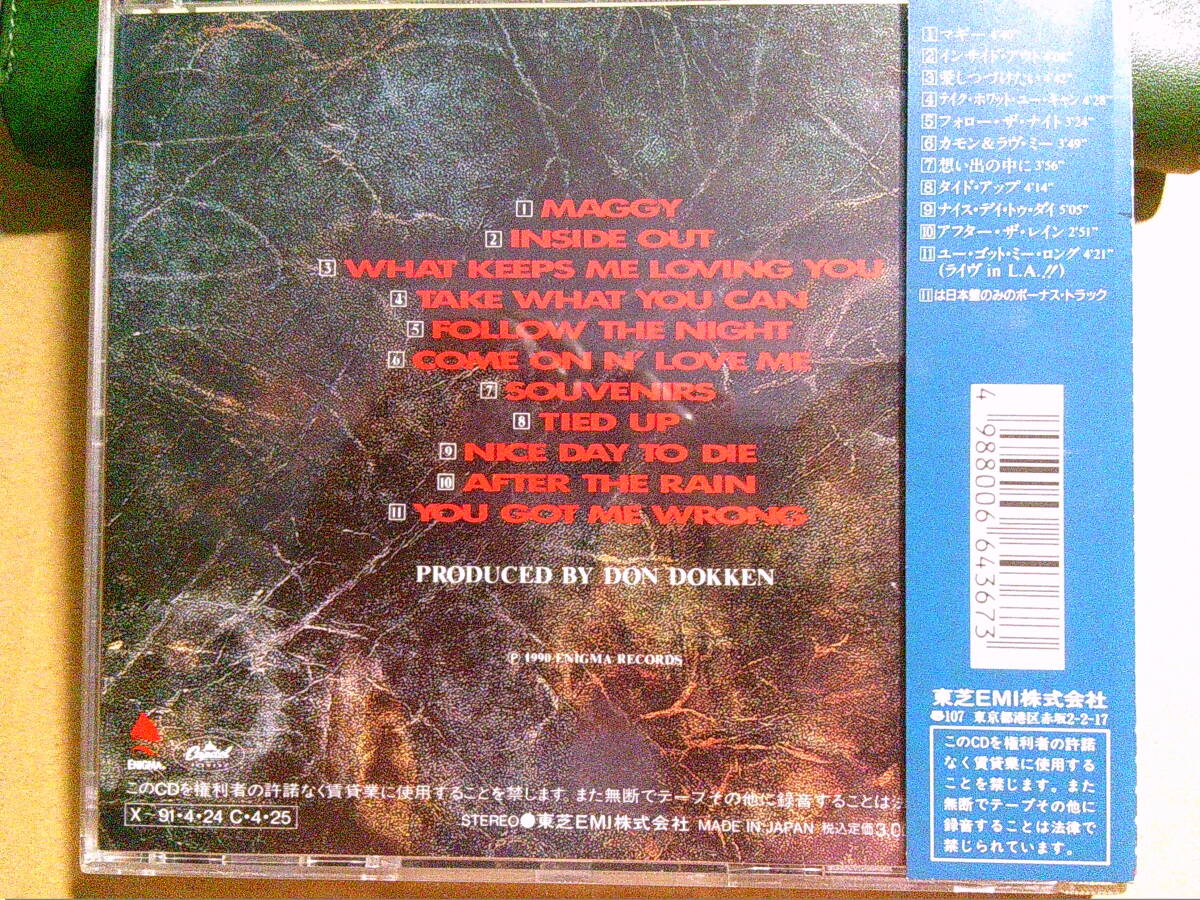 1 MAGGY
2 INSIDE OUT
3 WHAT KEEPS ME LOVING YOU
4 TAKE WHAT YOU CAN
5 FOLLOW THE NIGHT
6 COME ON N' LOVE ME
7 SOUVENIRS
8 TIED UP
9 NICE DAY TO DIE
10 AFTER THE RAIN
11 YOU GOT ME WRONG
PRODUCED BY DON DOKKEN
Ⓟ 1990 ENIGMA RECORDS
ENIGMA
Capitol
このCDを権利者の許諾なく賃貸業に使用することを禁じます。また無断でテープその他に録音することは
X-91・4・24 C・4・25
STEREO●東芝EMI株式会社 MADE IN JAPAN 税込定価3,0
1 マギー 4'40"
2 インサイド・アウト
3 愛しつづけたい 4'42"
4 テイク・ホワット・ユー・キャン 4'28"
5 フォロー・ザ・ナイト 3'24"
6 カモン&ラヴ・ミー 3'49"
7 想い出の中に 3'56"
8 タイド・アップ 4'14"
9 ナイス・デイ・トゥ・ダイ 5'05"
10 アフター・ザ・レイン 2'51"
11 ユー・ゴット・ミー・ロング 4'21"
(ライヴ in L.A.!!)
11は日本盤のみのボーナス・トラック
4 988006 643673
東芝EMI株式会社
107 東京都港区赤坂2-2-17
このCDを権利者の許諾
なく賃貸業に使用する
ことを禁じます。また
無断でテープその他に
録音することは法律で
禁じられています。